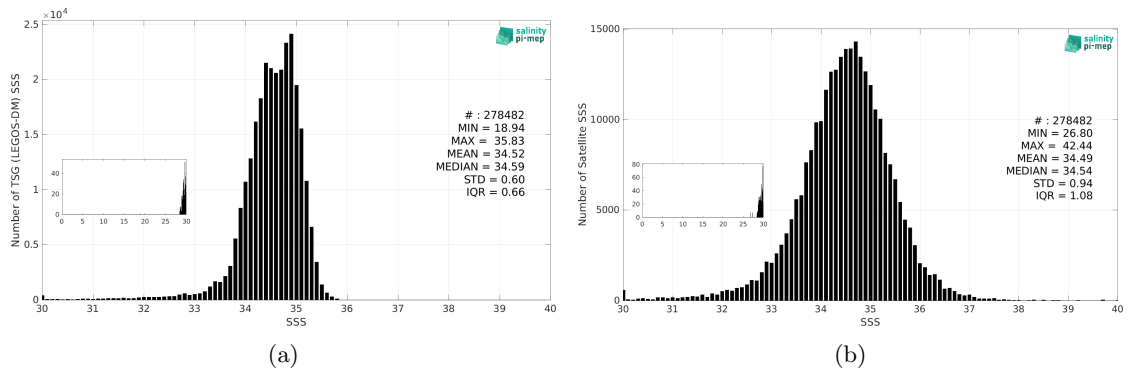 2.5 ×10⁴
salinity
pi-mep
2
1.5
1
0.5
0
Number of TSG (LEGOS-DM) SSS
# : 278482
MIN = 18.94
MAX = 35.83
MEAN = 34.52
MEDIAN = 34.59
STD = 0.60
IQR = 0.66
40
20
0
0 5 10 15 20 25 30
30 31 32 33 34 35 36 37 38 39 40
SSS
(a)
15000
salinity
pi-mep
10000
5000
0
Number of Satellite SSS
# : 278482
MIN = 26.80
MAX = 42.44
MEAN = 34.49
MEDIAN = 34.54
STD = 0.94
IQR = 1.08
80
60
40
20
0
0 5 10 15 20 25 30
30 31 32 33 34 35 36 37 38 39 40
SSS
(b)